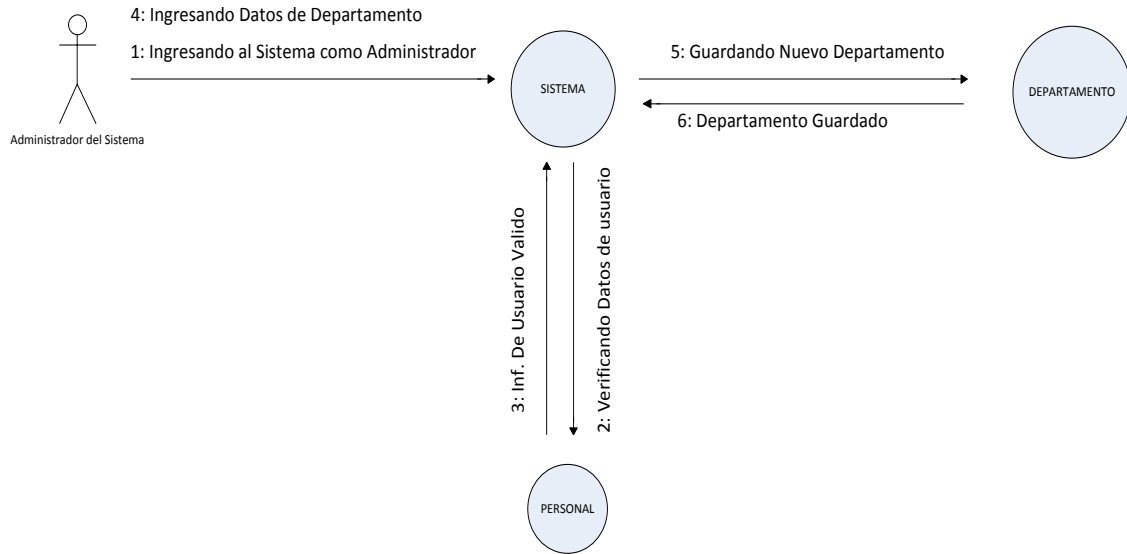 4: Ingresando Datos de Departamento
1: Ingresando al Sistema como Administrador
5: Guardando Nuevo Departamento
SISTEMA
DEPARTAMENTO
6: Departamento Guardado
Administrador del Sistema
3: Inf. De Usuario Valido
2: Verificando Datos de usuario
PERSONAL